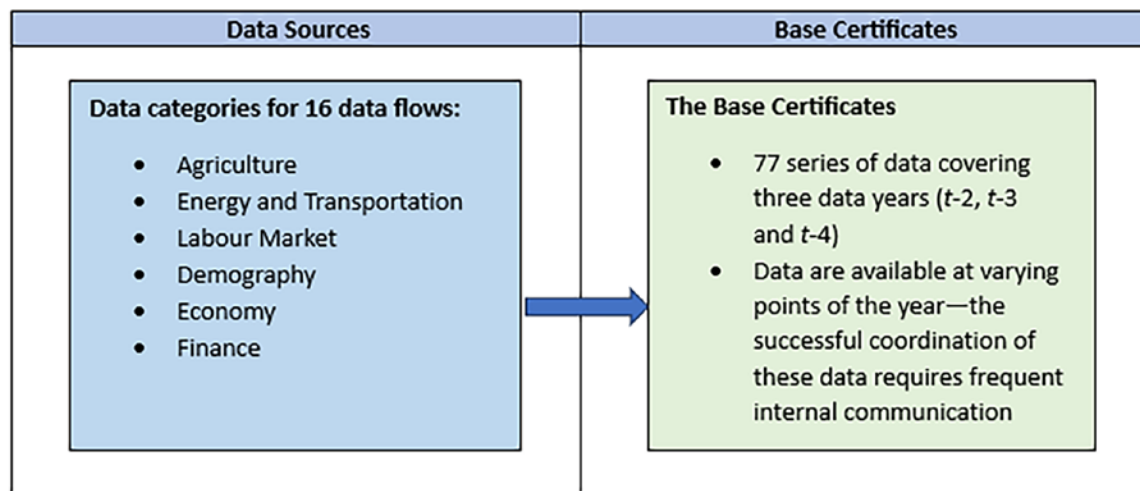 Data Sources
Base Certificates
Data categories for 16 data flows:
• Agriculture
• Energy and Transportation
• Labour Market
• Demography
• Economy
• Finance
The Base Certificates
• 77 series of data covering
three data years (t-2, t-3
and t-4)
• Data are available at varying
points of the year—the
successful coordination of
these data requires frequent
internal communication